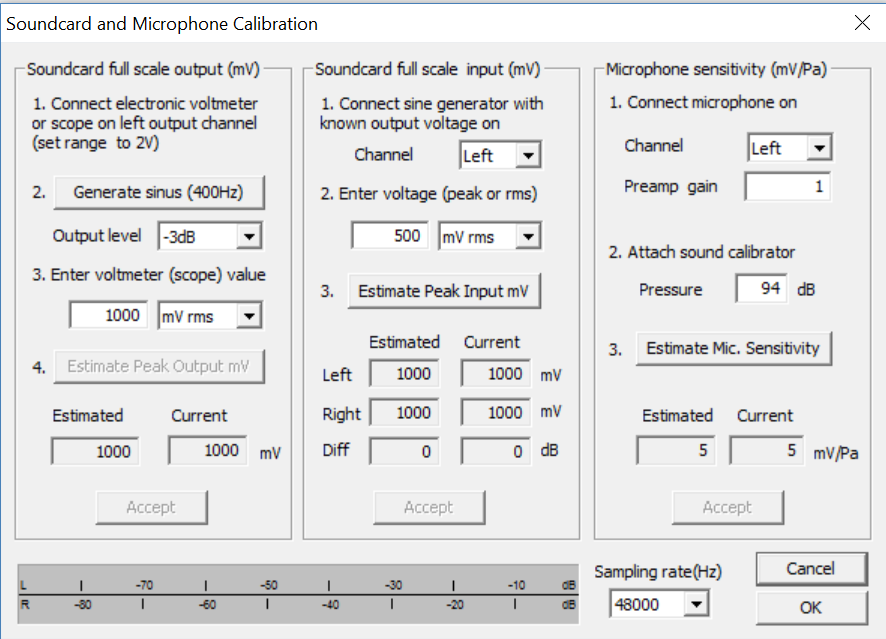 Soundcard and Microphone Calibration
Soundcard full scale output (mV)
1. Connect electronic voltmeter
or scope on left output channel
(set range to 2V)
2. Generate sinus (400Hz)
Output level -3dB
3. Enter voltmeter (scope) value
1000 mV rms
4. Estimate Peak Output mV
Estimated Current
1000 1000 mV
Accept
Soundcard full scale input (mV)
1. Connect sine generator with
known output voltage on
Channel Left
2. Enter voltage (peak or rms)
500 mV rms
3. Estimate Peak Input mV
Estimated Current
Left 1000 1000 mV
Right 1000 1000 mV
Diff 0 0 dB
Accept
Microphone sensitivity (mV/Pa)
1. Connect microphone on
Channel Left
Preamp gain 1
2. Attach sound calibrator
Pressure 94 dB
3. Estimate Mic. Sensitivity
Estimated Current
5 5 mV/Pa
Accept
L -70 -50 -30 -10 dB
R -80 -60 -40 -20 dB
Sampling rate(Hz)
48000
Cancel
OK